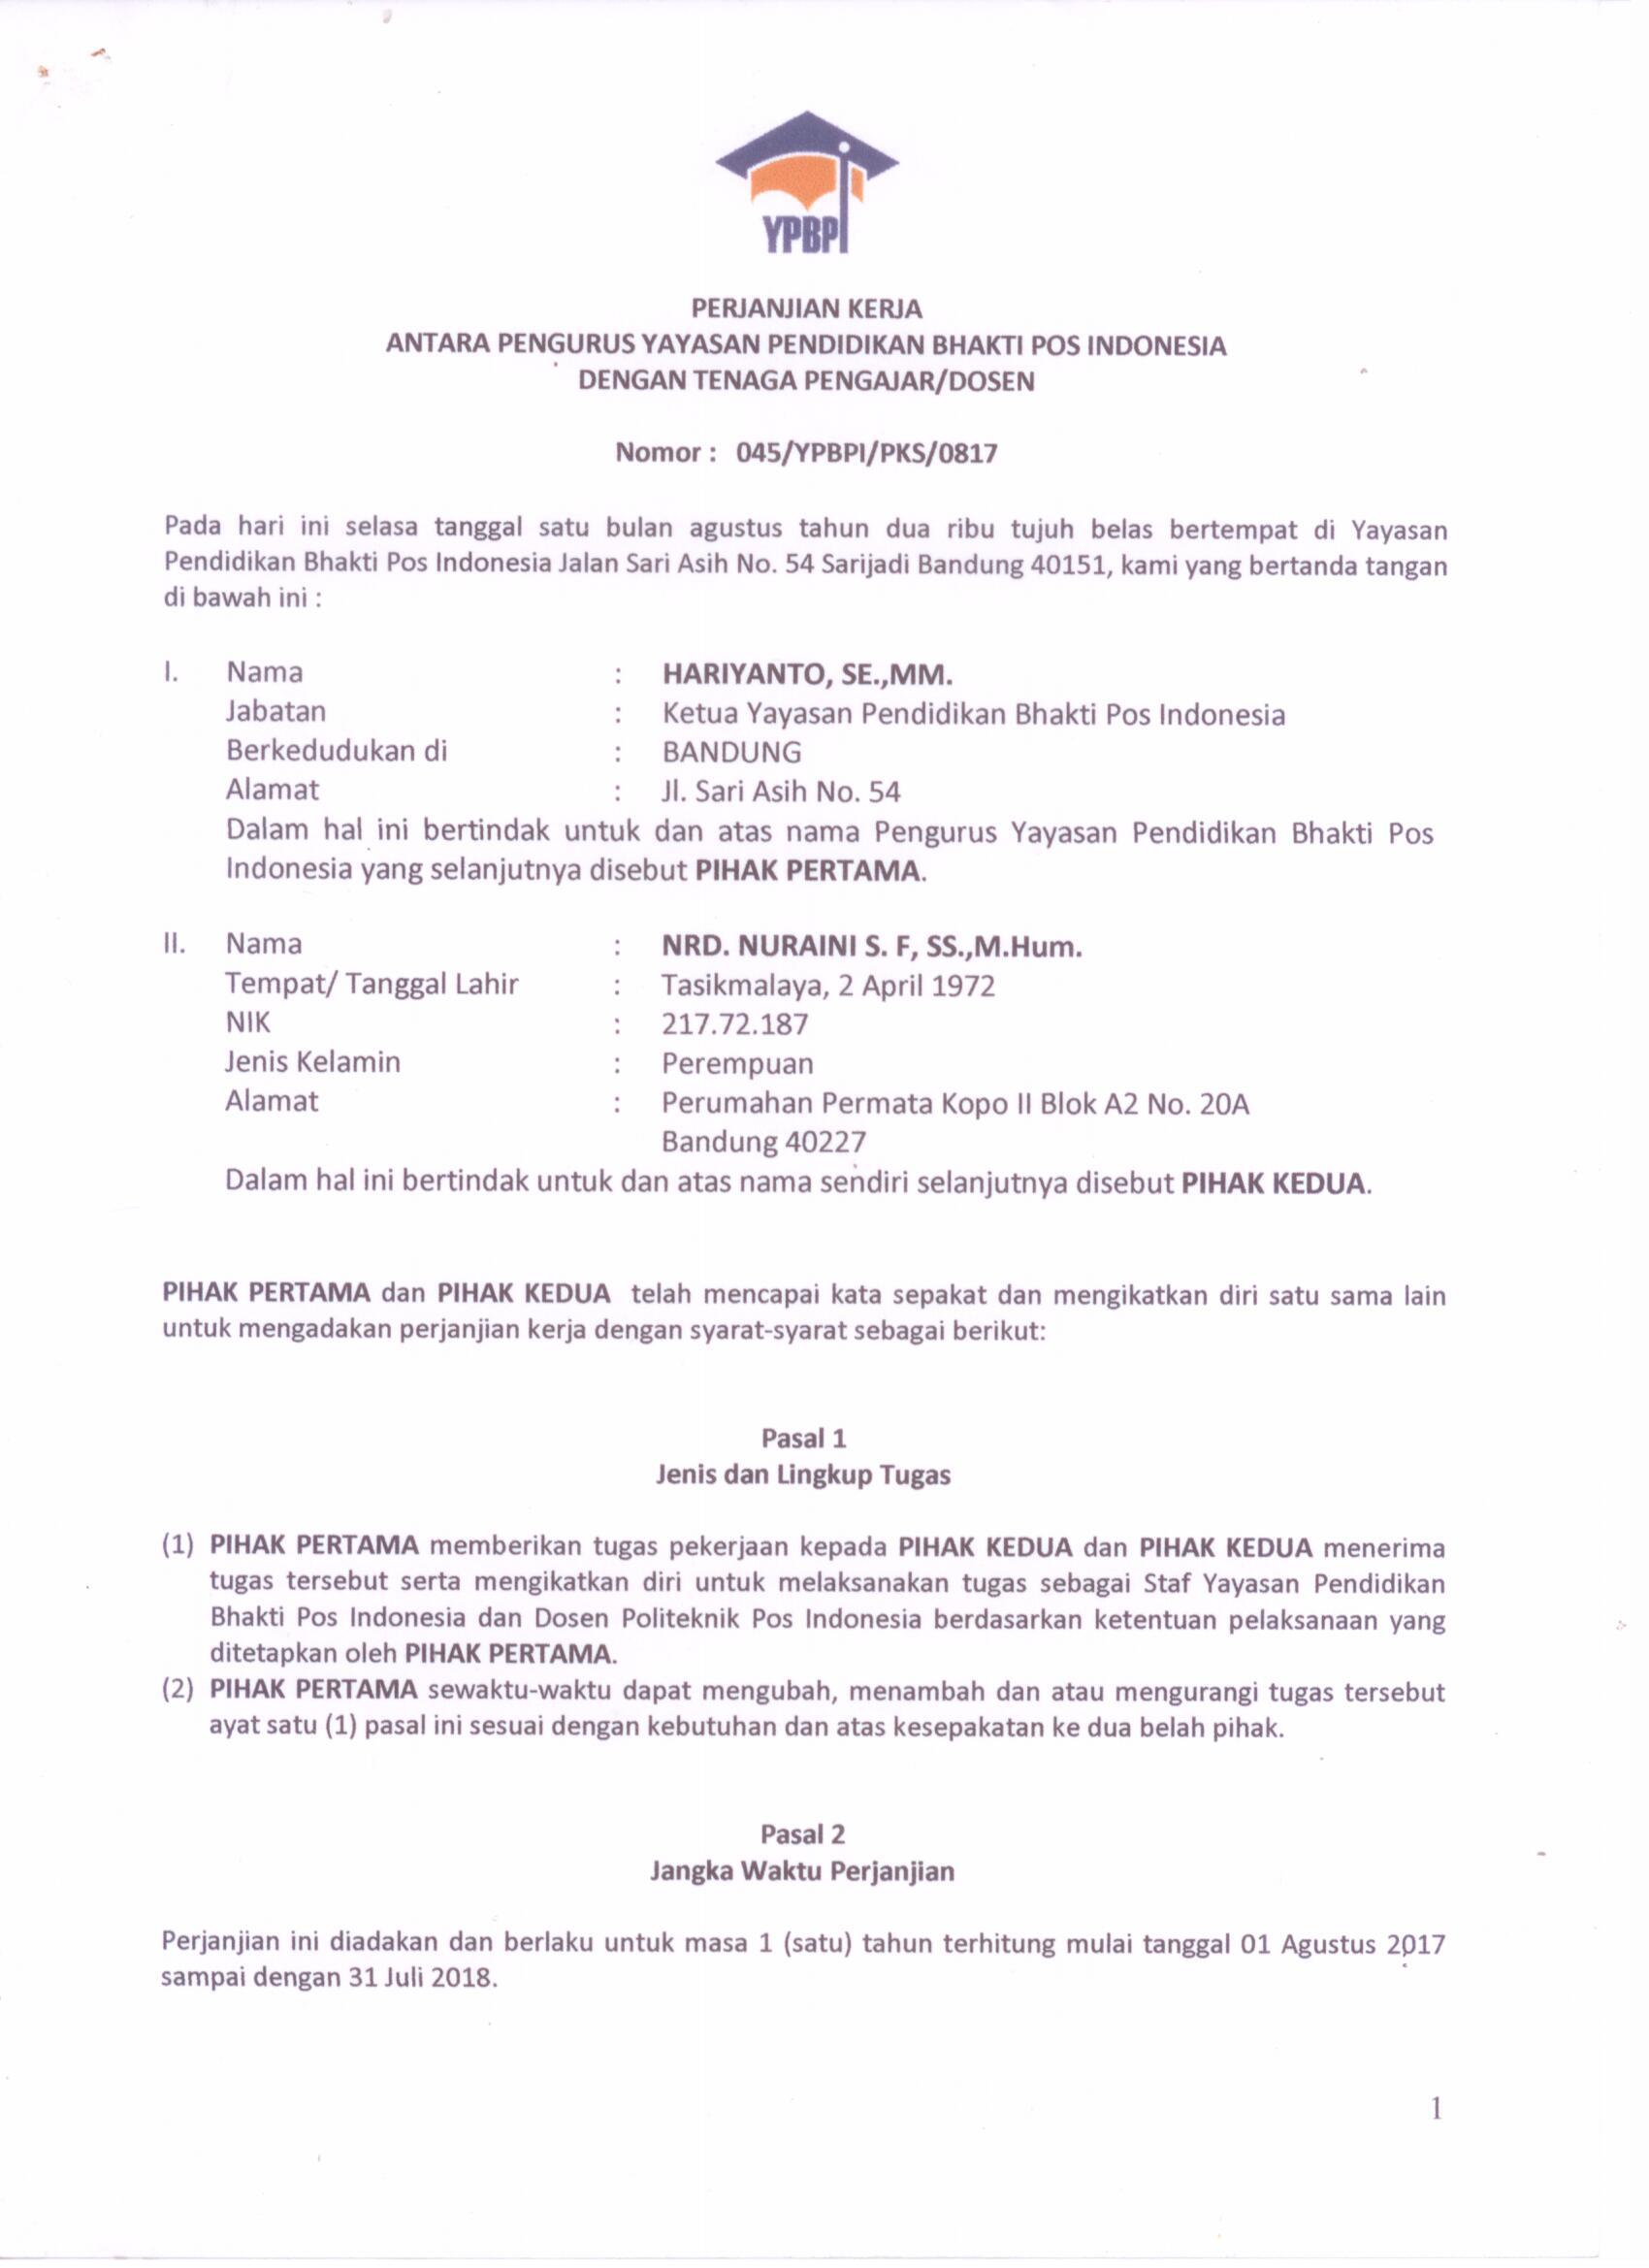 YPBPI
PERJANJIAN KERJA
ANTARA PENGURUS YAYASAN PENDIDIKAN BHAKTI POS INDONESIA
DENGAN TENAGA PENGAJAR/DOSEN
Nomor : 045/YPBPI/PKS/0817
Pada hari ini selasa tanggal satu bulan agustus tahun dua ribu tujuh belas bertempat di Yayasan
Pendidikan Bhakti Pos Indonesia Jalan Sari Asih No. 54 Sarijadi Bandung 40151, kami yang bertanda tangan
di bawah ini :
I. Nama : HARIYANTO, SE.,MM.
Jabatan : Ketua Yayasan Pendidikan Bhakti Pos Indonesia
Berkedudukan di : BANDUNG
Alamat : Jl. Sari Asih No. 54
Dalam hal ini bertindak untuk dan atas nama Pengurus Yayasan Pendidikan Bhakti Pos
Indonesia yang selanjutnya disebut PIHAK PERTAMA.
II. Nama : NRD. NURAINI S. F, SS.,M.Hum.
Tempat/ Tanggal Lahir : Tasikmalaya, 2 April 1972
NIK : 217.72.187
Jenis Kelamin : Perempuan
Alamat : Perumahan Permata Kopo II Blok A2 No. 20A
Bandung 40227
Dalam hal ini bertindak untuk dan atas nama sendiri selanjutnya disebut PIHAK KEDUA.
PIHAK PERTAMA dan PIHAK KEDUA telah mencapai kata sepakat dan mengikatkan diri satu sama lain
untuk mengadakan perjanjian kerja dengan syarat-syarat sebagai berikut:
Pasal 1
Jenis dan Lingkup Tugas
(1) PIHAK PERTAMA memberikan tugas pekerjaan kepada PIHAK KEDUA dan PIHAK KEDUA menerima
tugas tersebut serta mengikatkan diri untuk melaksanakan tugas sebagai Staf Yayasan Pendidikan
Bhakti Pos Indonesia dan Dosen Politeknik Pos Indonesia berdasarkan ketentuan pelaksanaan yang
ditetapkan oleh PIHAK PERTAMA.
(2) PIHAK PERTAMA sewaktu-waktu dapat mengubah, menambah dan atau mengurangi tugas tersebut
ayat satu (1) pasal ini sesuai dengan kebutuhan dan atas kesepakatan ke dua belah pihak.
Pasal 2
Jangka Waktu Perjanjian
Perjanjian ini diadakan dan berlaku untuk masa 1 (satu) tahun terhitung mulai tanggal 01 Agustus 2017
sampai dengan 31 Juli 2018.
1